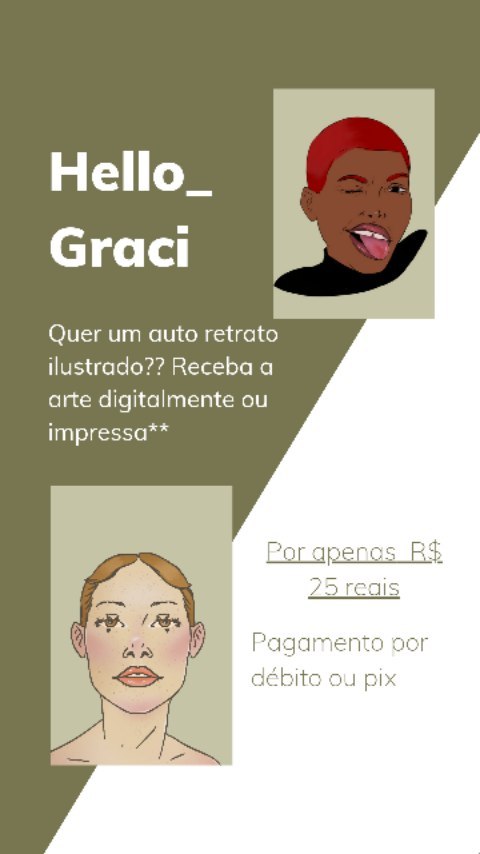 Hello_
Graci
Quer um auto retrato
ilustrado?? Receba a
arte digitalmente ou
impressa**
Por apenas R$
25 reais
Pagamento por
débito ou pix